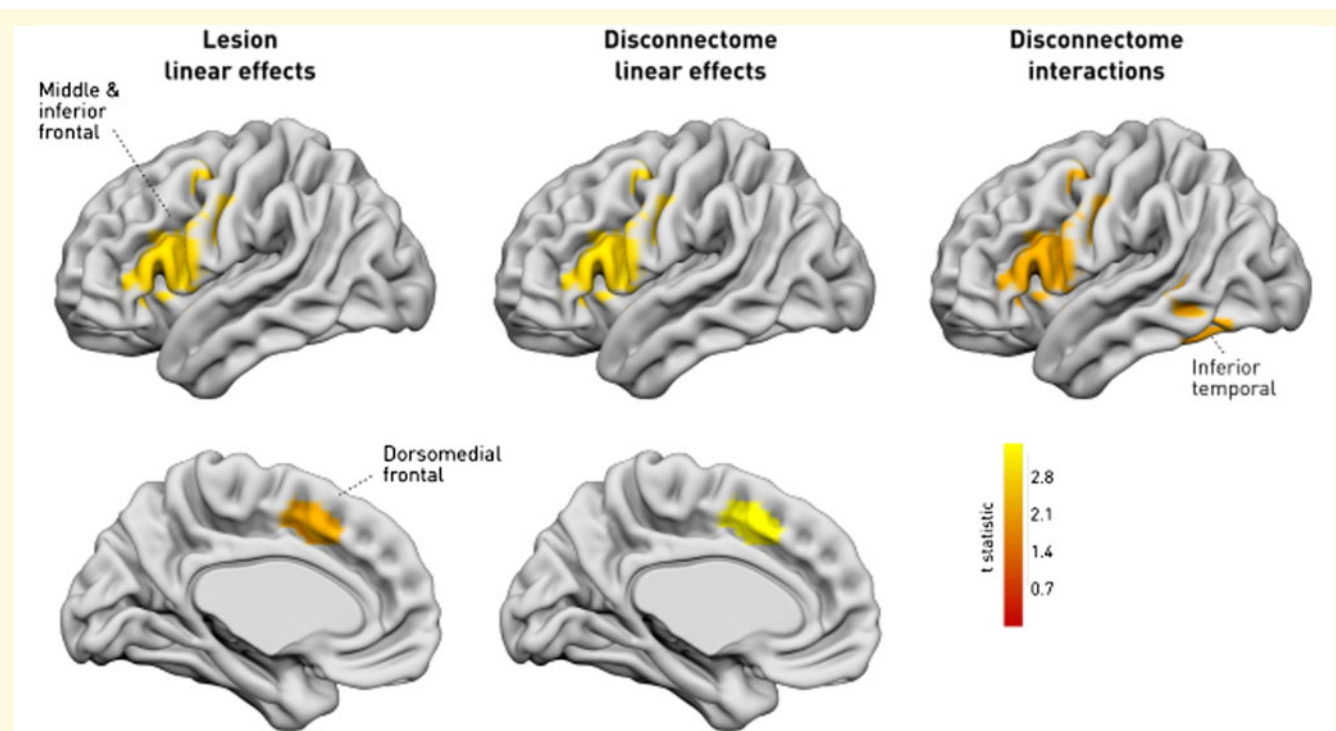 Lesion
linear effects
Disconnectome
linear effects
Disconnectome
interactions
Middle &
inferior
frontal
Inferior
temporal
Dorsomedial
frontal
t statistic
2.8
2.1
1.4
0.7